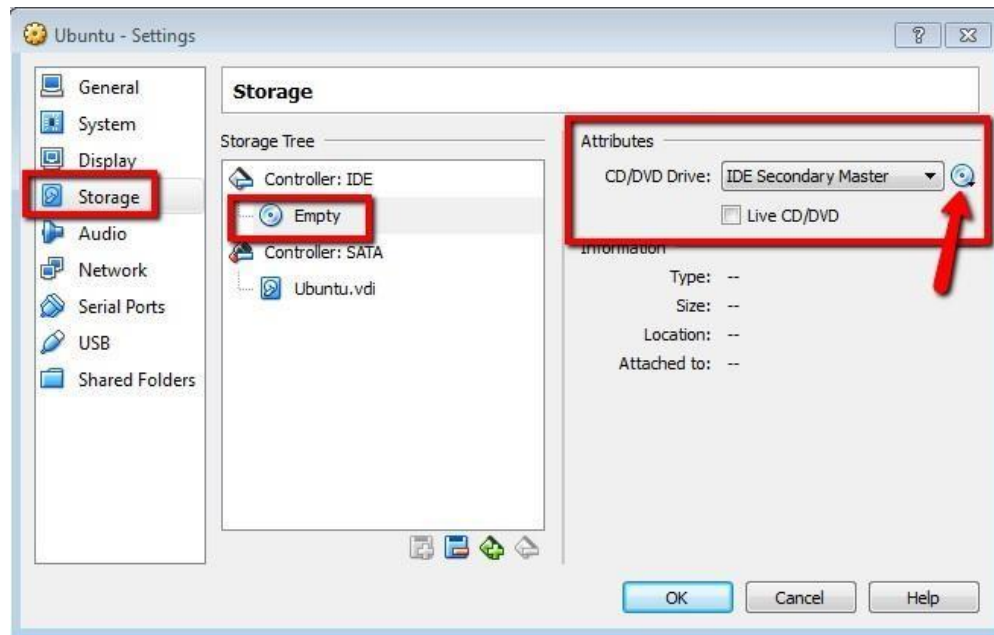 Ubuntu - Settings
General
System
Display
Storage
Audio
Network
Serial Ports
USB
Shared Folders
Storage
Storage Tree
Controller: IDE
Empty
Controller: SATA
Ubuntu.vdi
Attributes
CD/DVD Drive: IDE Secondary Master
Live CD/DVD
Information
Type: --
Size: --
Location: --
Attached to: --
OK Cancel Help